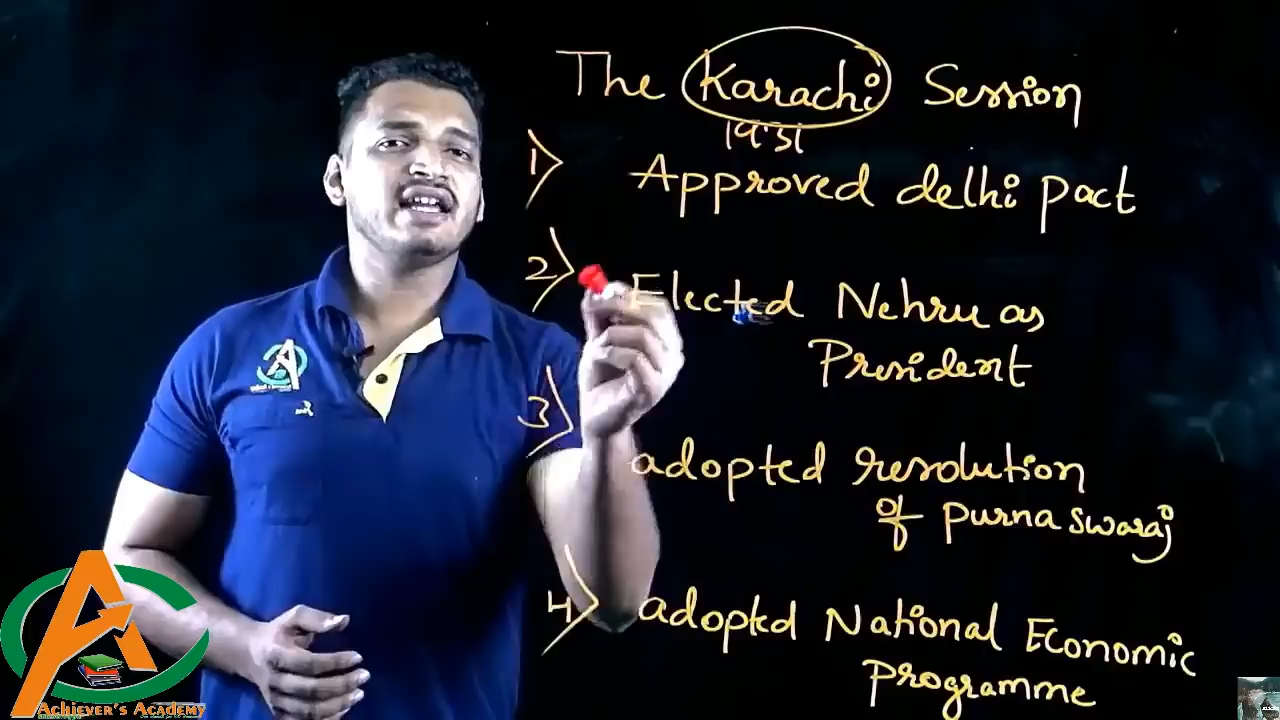 The Karachi Session
1931
1) Approved delhi pact
2) Elected Nehru as
President
3) adopted resolution
of purna swaraj
4) adopted National Economic
programme
ACHIEVER'S ACADEMY